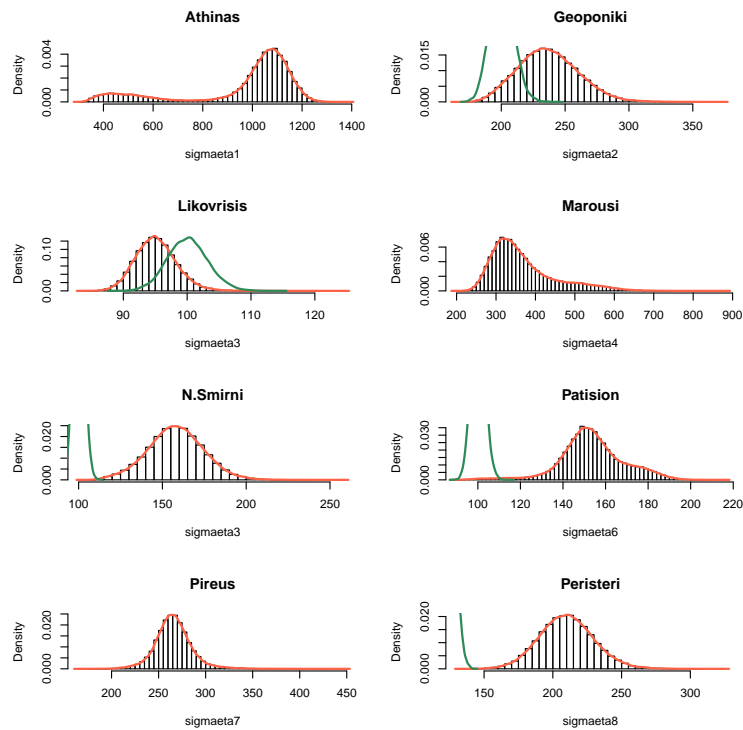 Athinas
Density
0.000 0.004
400 600 800 1000 1200 1400
sigmaeta1
Geoponiki
Density
0.000 0.015
200 250 300 350
sigmaeta2
Likovrisis
Density
0.00 0.10
90 100 110 120
sigmaeta3
Marousi
Density
0.000 0.006
200 300 400 500 600 700 800 900
sigmaeta4
N.Smirni
Density
0.000 0.020
100 150 200 250
sigmaeta3
Patision
Density
0.000 0.030
100 120 140 160 180 200 220
sigmaeta6
Pireus
Density
0.000 0.020
200 250 300 350 400 450
sigmaeta7
Peristeri
Density
0.000 0.020
150 200 250 300
sigmaeta8